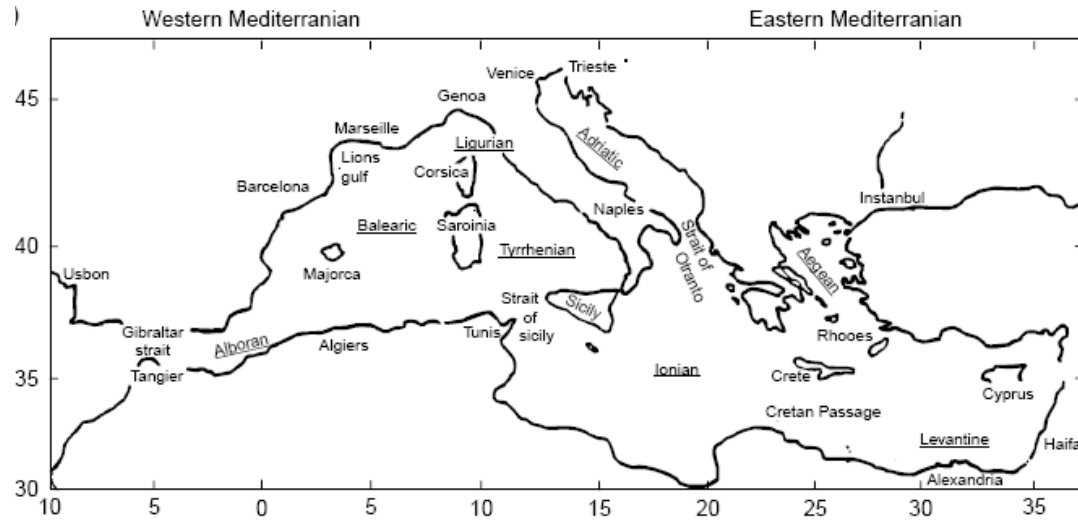 )
Western Mediterranian
Eastern Mediterranian
Venice
Trieste
45
Genoa
Marseille
Ligurian
Adriatic
Lions
gulf
Corsica
Barcelona
Instanbul
Naples
Balearic
Saroinia
Strait of
Otranto
40
Tyrrhenian
Aegean
Usbon
Majorca
Strait
of
sicily
Sicily
Gibraltar
strait
Alboran
Algiers
Tunis
Rhooes
Tangier
35
Ionian
Crete
Cyprus
Cretan Passage
Levantine
Haifa
Alexandria
30
10
5
0
5
10
15
20
25
30
35